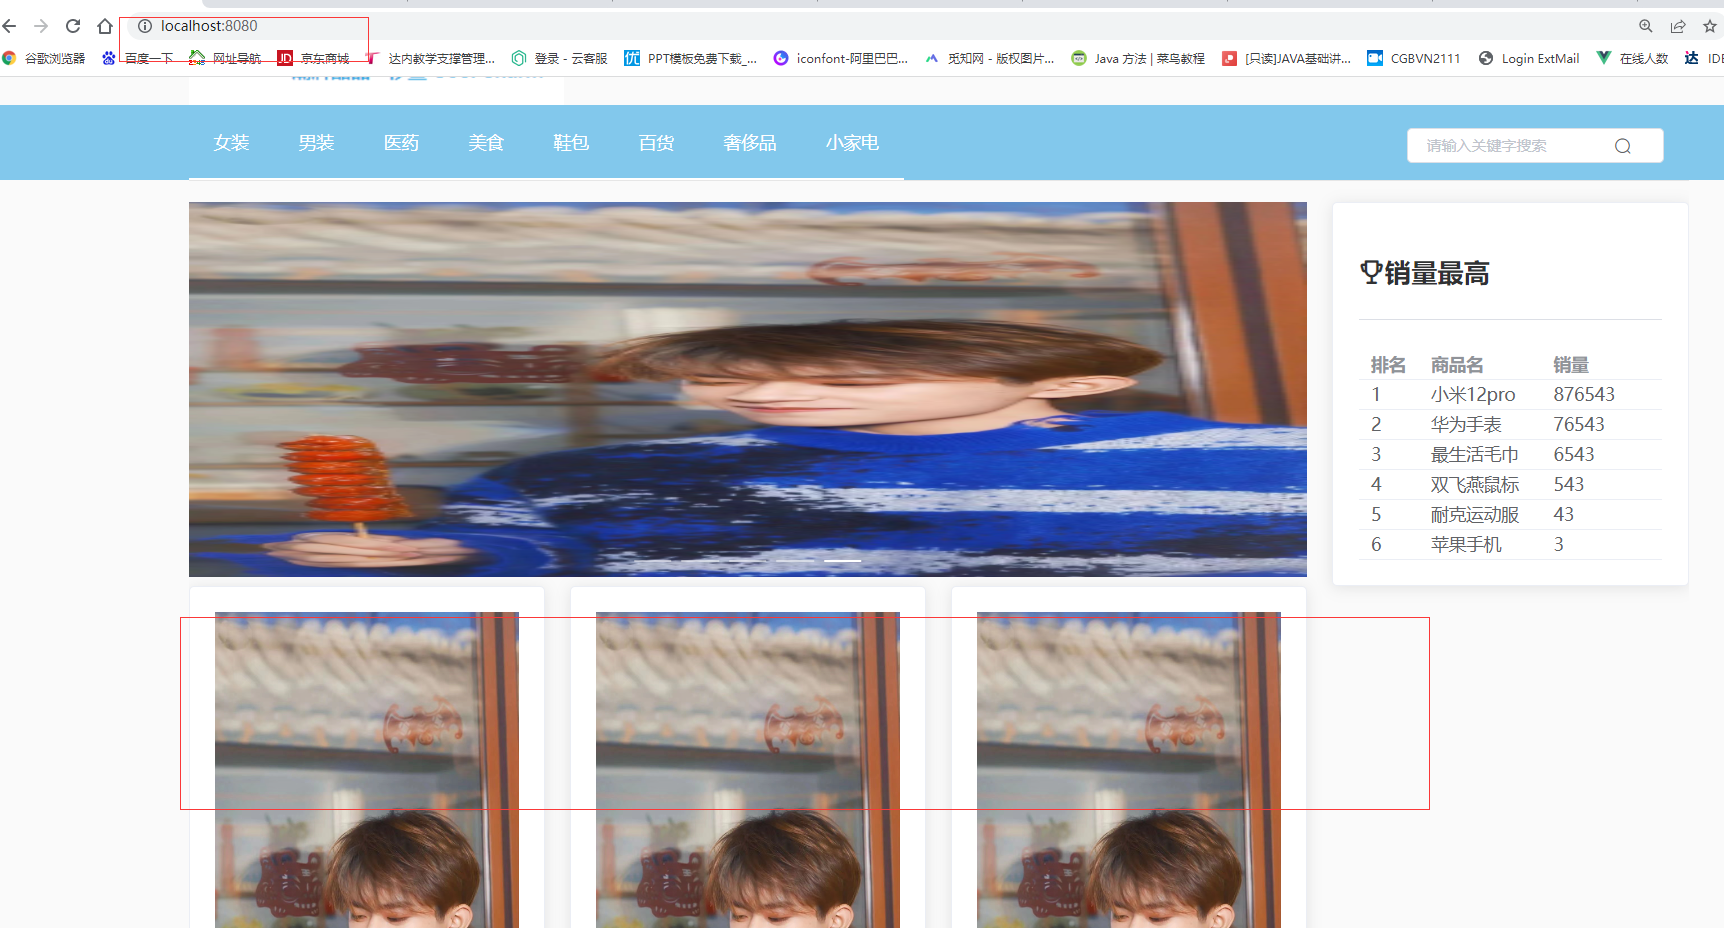 localhost:8080
谷歌浏览器 百度一下 网址导航 JD 京东商城 T 达内教学支撑管理... 登录 - 云客服 优 PPT模板免费下载_... iconfont-阿里巴巴... 觅知网 - 版权图片... Java 方法 | 菜鸟教程 [只读]JAVA基础讲... CGBVN2111 Login ExtMail 在线人数 达 IDE
女装 男装 医药 美食 鞋包 百货 奢侈品 小家电 请输入关键字搜索
销量最高
排名 商品名 销量
1 小米12pro 876543
2 华为手表 76543
3 最生活毛巾 6543
4 双飞燕鼠标 543
5 耐克运动服 43
6 苹果手机 3